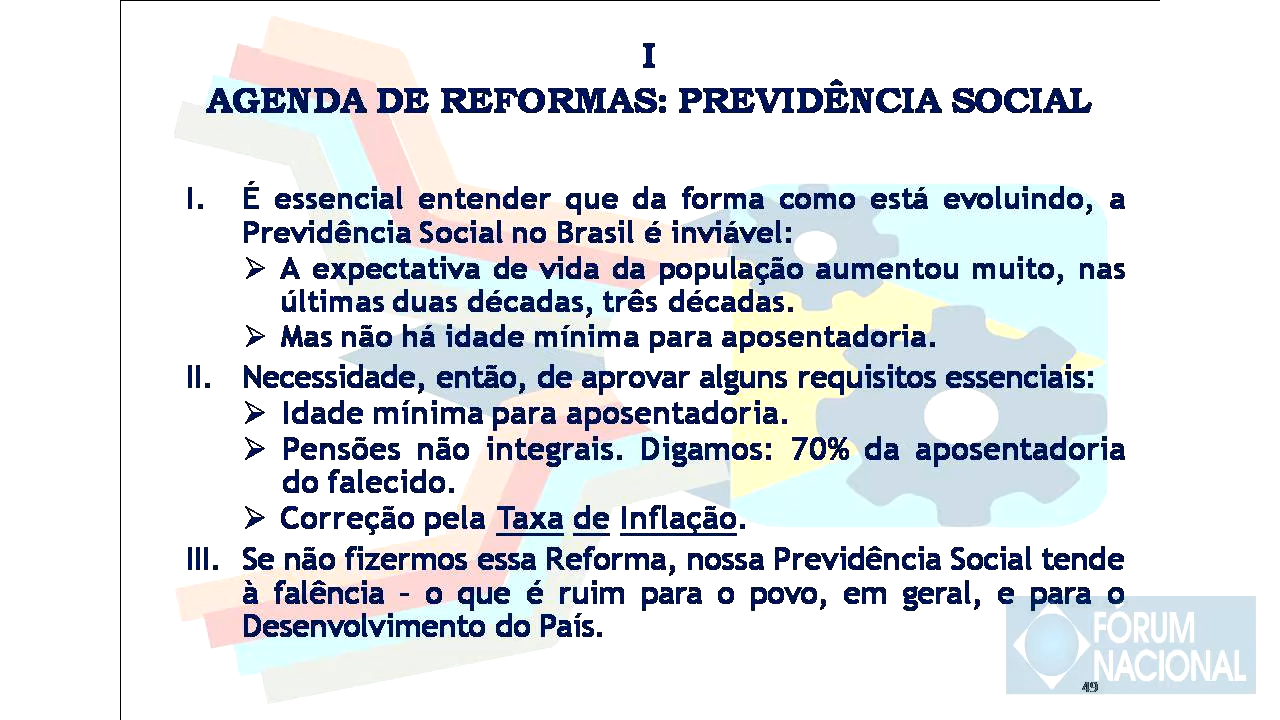 I
AGENDA DE REFORMAS: PREVIDÊNCIA SOCIAL
I. É essencial entender que da forma como está evoluindo, a
Previdência Social no Brasil é inviável:
➢ A expectativa de vida da população aumentou muito, nas
últimas duas décadas, três décadas.
➢ Mas não há idade mínima para aposentadoria.
II. Necessidade, então, de aprovar alguns requisitos essenciais:
➢ Idade mínima para aposentadoria.
➢ Pensões não integrais. Digamos: 70% da aposentadoria
do falecido.
➢ Correção pela Taxa de Inflação.
III. Se não fizermos essa Reforma, nossa Previdência Social tende
à falência – o que é ruim para o povo, em geral, e para o
Desenvolvimento do País.
FÓRUM
NACIONAL
49